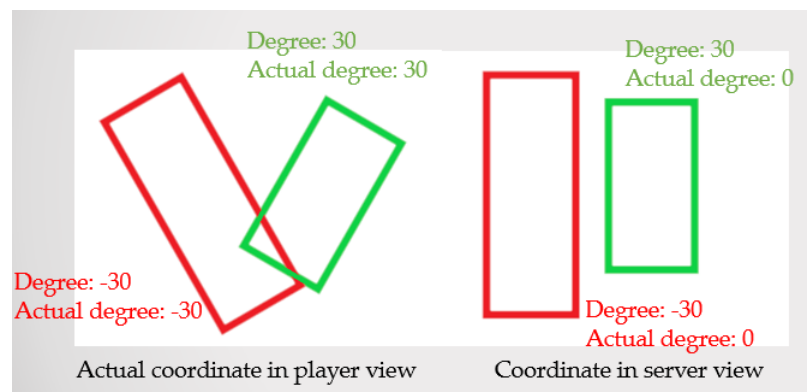 Degree: 30
Actual degree: 30
Degree: -30
Actual degree: -30
Actual coordinate in player view
Degree: 30
Actual degree: 0
Degree: -30
Actual degree: 0
Coordinate in server view